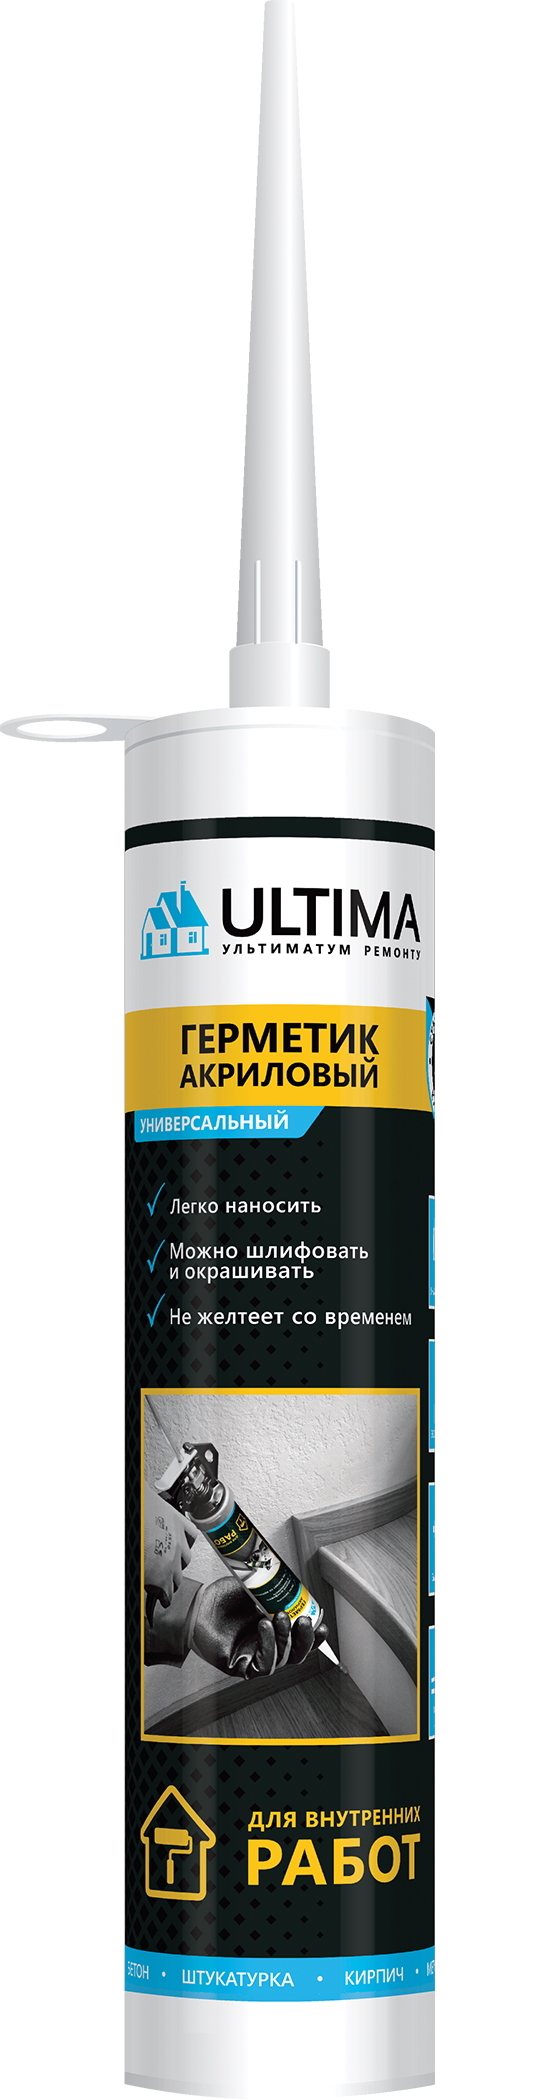 ULTIMA
УЛЬТИМАТУМ РЕМОНТУ
ГЕРМЕТИК
АКРИЛОВЫЙ
УНИВЕРСАЛЬНЫЙ
Легко наносить
Можно шлифовать
и окрашивать
Не желтеет со временем
ДЛЯ ВНУТРЕННИХ
РАБОТ
БЕТОН • ШТУКАТУРКА • КИРПИЧ •